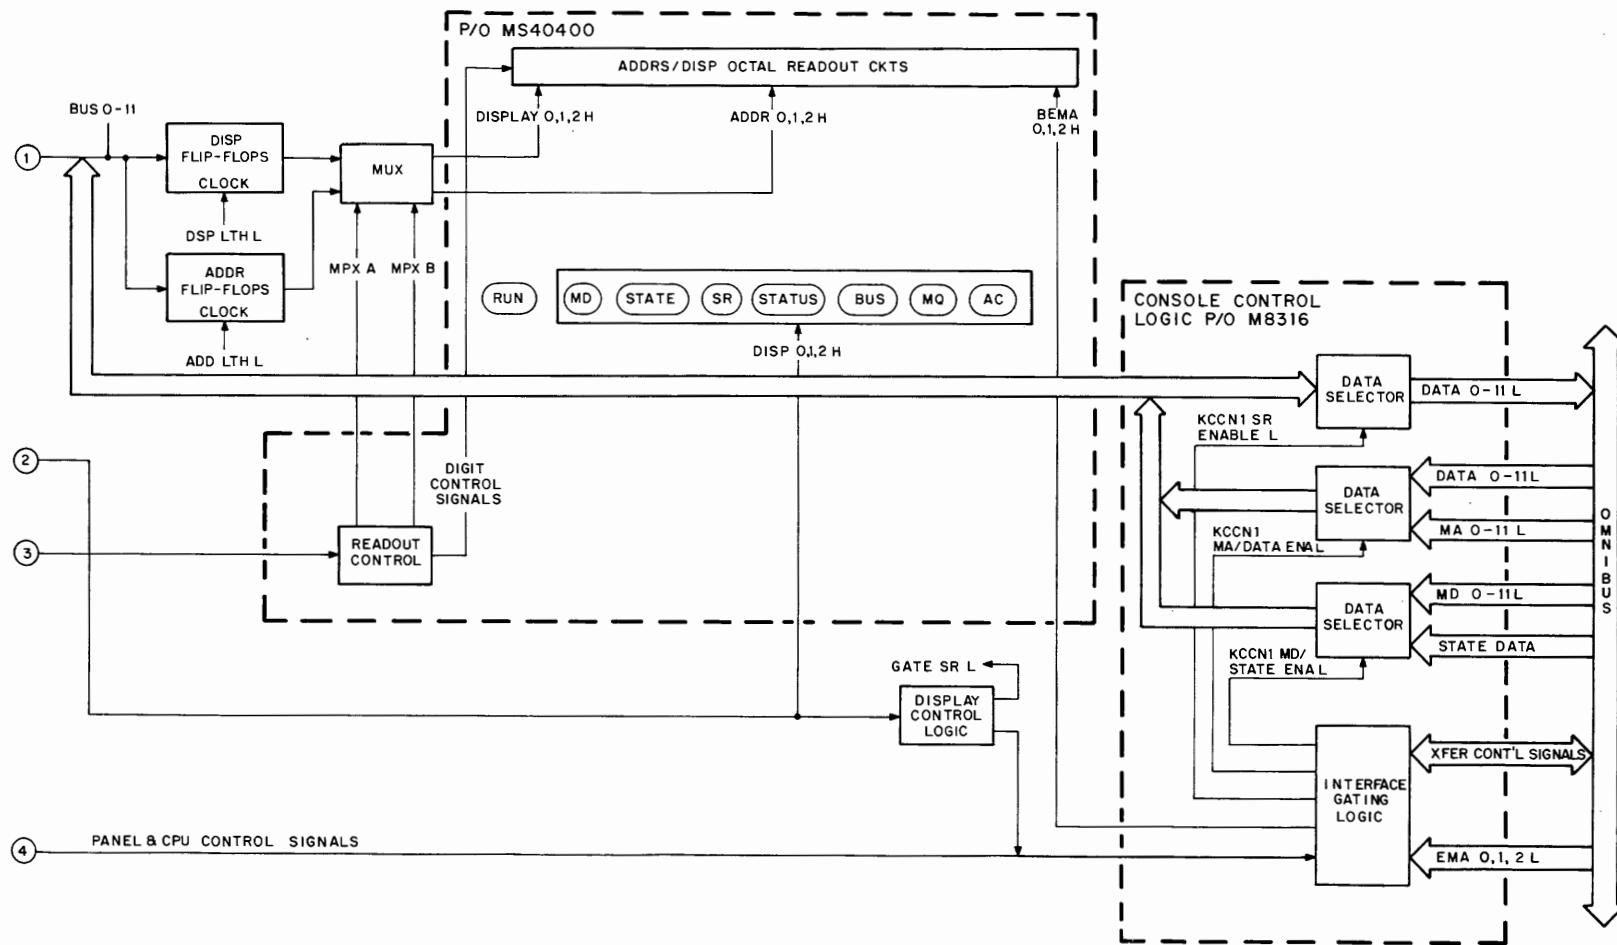 P/O MS40400
ADDRS/DISP OCTAL READOUT CKTS
BUS 0-11
DISPLAY 0,1,2 H
ADDR 0,1,2 H
BEMA
0,1,2 H
1
DISP
FLIP-FLOPS
CLOCK
MUX
DSP LTH L
ADDR
FLIP-FLOPS
CLOCK
ADD LTH L
MPX A
MPX B
RUN
MD
STATE
SR
STATUS
BUS
MQ
AC
DISP 0,1,2 H
CONSOLE CONTROL
LOGIC P/O M8316
DATA
SELECTOR
DATA 0-11 L
KCCN1 SR
ENABLE L
2
DIGIT
CONTROL
SIGNALS
DATA
SELECTOR
DATA 0-11L
MA 0-11 L
KCCN1
MA/DATA ENAL
OMNIBUS
3
READOUT
CONTROL
DATA
SELECTOR
MD 0-11L
STATE DATA
KCCN1 MD/
STATE ENAL
GATE SR L
DISPLAY
CONTROL
LOGIC
INTERFACE
GATING
LOGIC
XFER CONT'L SIGNALS
EMA 0,1,2 L
4
PANEL & CPU CONTROL SIGNALS